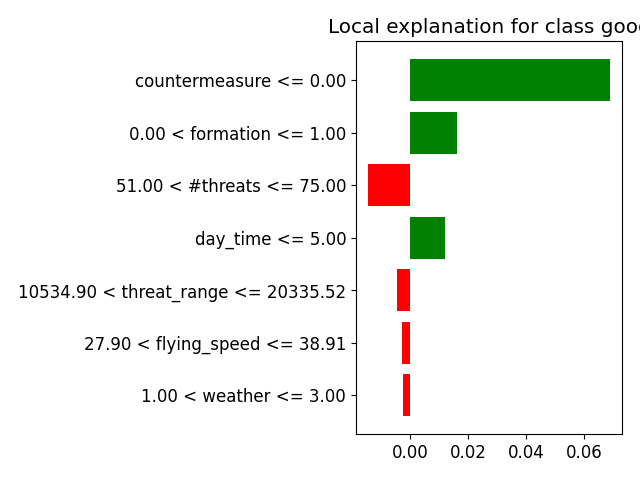 Local explanation for class goo
countermeasure <= 0.00
0.00 < formation <= 1.00
51.00 < #threats <= 75.00
day_time <= 5.00
10534.90 < threat_range <= 20335.52
27.90 < flying_speed <= 38.91
1.00 < weather <= 3.00
0.00 0.02 0.04 0.06